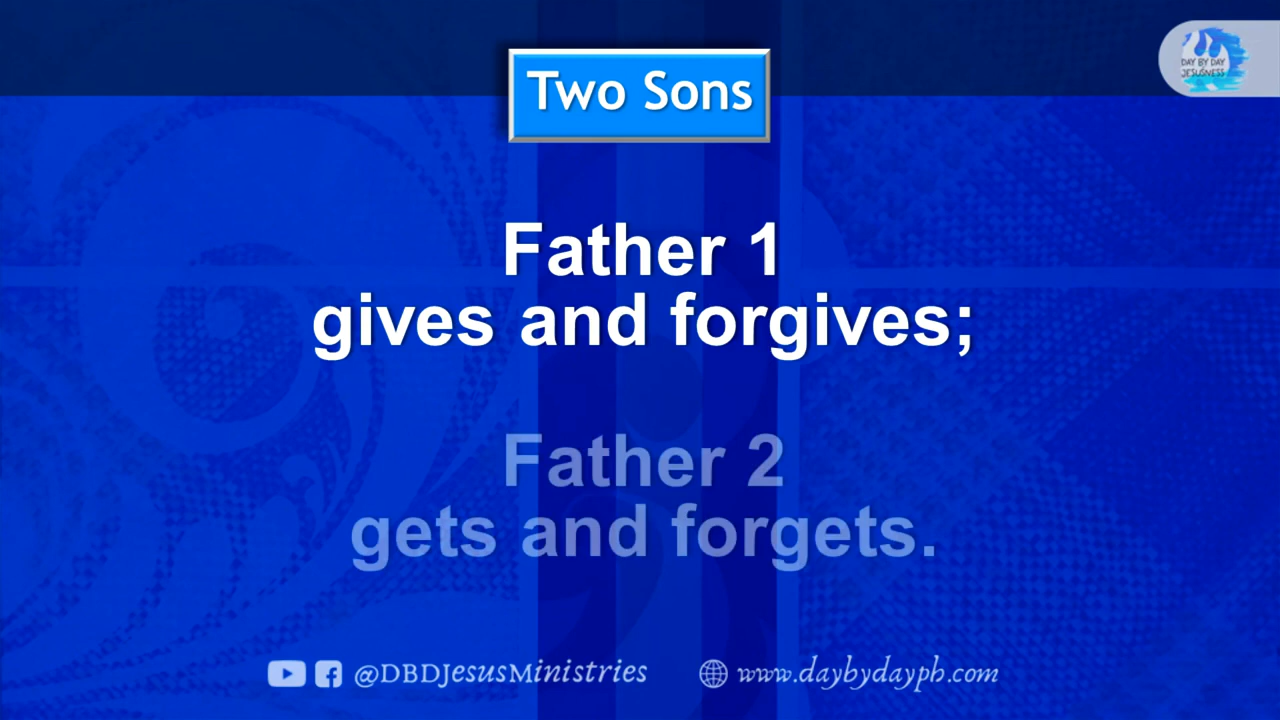 DAY BY DAY
JESUSNESS
Two Sons
Father 1
gives and forgives;
Father 2
gets and forgets.
@DBDJesusMinistries www.daybydayph.com